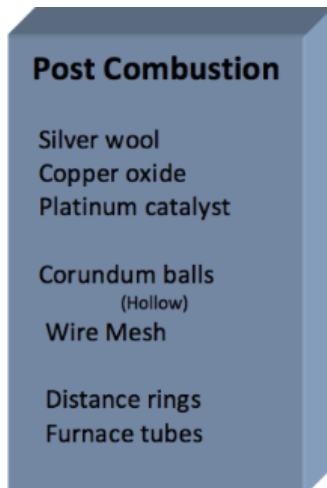 Post Combustion
Silver wool
Copper oxide
Platinum catalyst
Corundum balls
(Hollow)
Wire Mesh
Distance rings
Furnace tubes